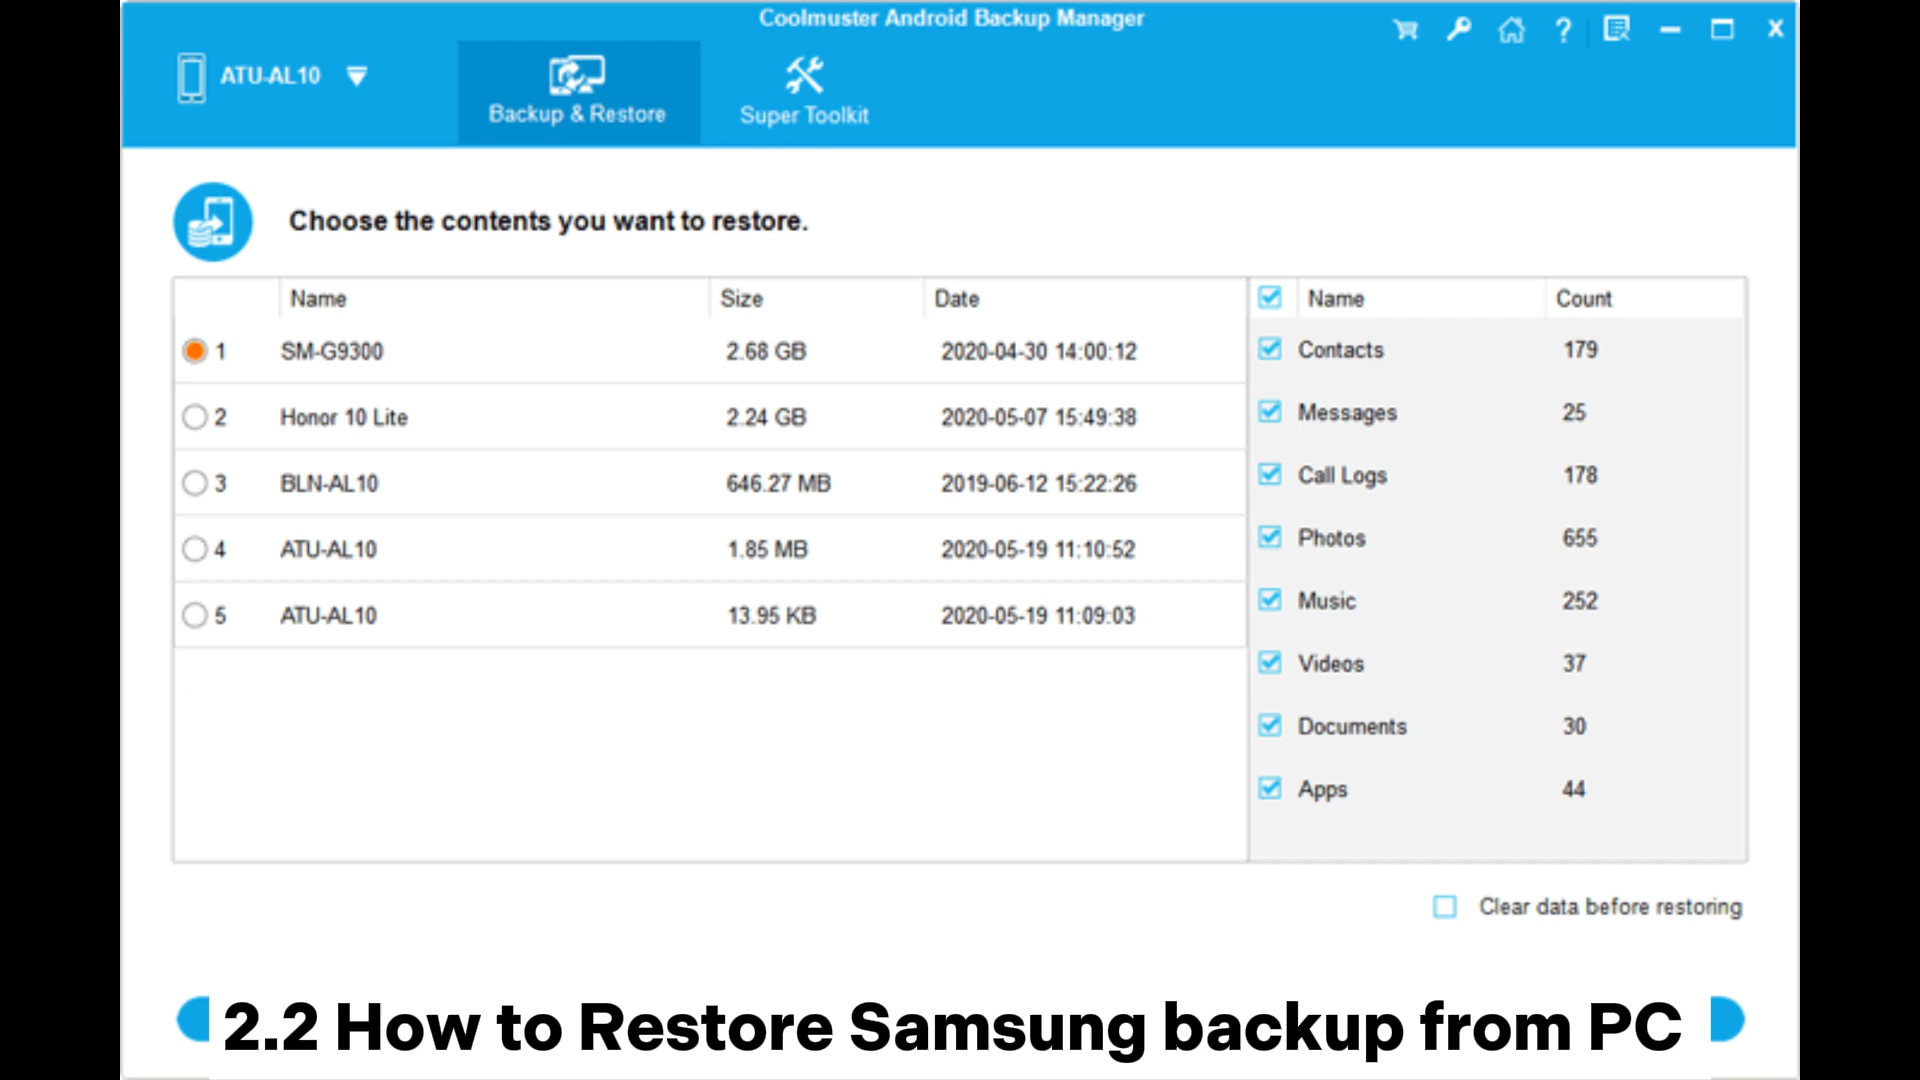 Coolmuster Android Backup Manager
ATU-AL10
Backup & Restore
Super Toolkit
?
X
Choose the contents you want to restore.
Name Size Date
1 SM-G9300 2.68 GB 2020-04-30 14:00:12
2 Honor 10 Lite 2.24 GB 2020-05-07 15:49:38
3 BLN-AL10 646.27 MB 2019-06-12 15:22:26
4 ATU-AL10 1.85 MB 2020-05-19 11:10:52
5 ATU-AL10 13.95 KB 2020-05-19 11:09:03
Name Count
Contacts 179
Messages 25
Call Logs 178
Photos 655
Music 252
Videos 37
Documents 30
Apps 44
Clear data before restoring
2.2 How to Restore Samsung backup from PC